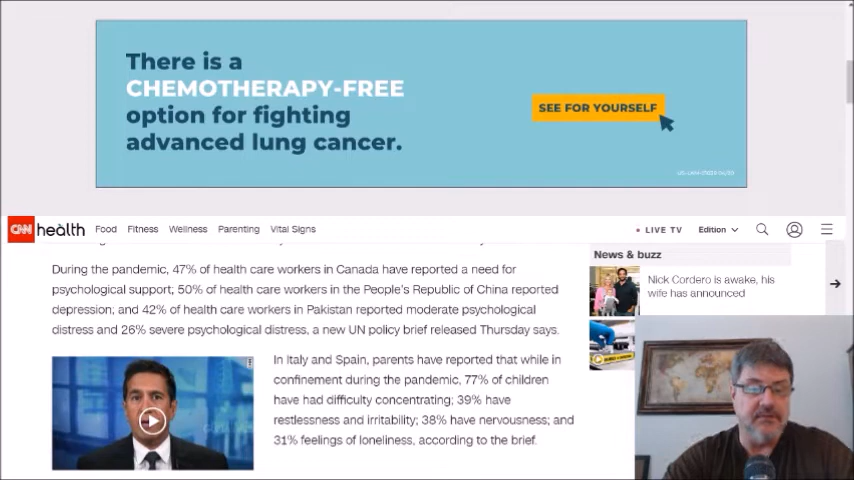 There is a
CHEMOTHERAPY-FREE
option for fighting
advanced lung cancer.
SEE FOR YOURSELF
CNN health Food Fitness Wellness Parenting Vital Signs LIVE TV Edition
During the pandemic, 47% of health care workers in Canada have reported a need for
psychological support; 50% of health care workers in the People's Republic of China reported
depression; and 42% of health care workers in Pakistan reported moderate psychological
distress and 26% severe psychological distress, a new UN policy brief released Thursday says.
In Italy and Spain, parents have reported that while in
confinement during the pandemic, 77% of children
have had difficulty concentrating; 39% have
restlessness and irritability; 38% have nervousness; and
31% feelings of loneliness, according to the brief.
News & buzz
Nick Cordero is awake, his
wife has announced